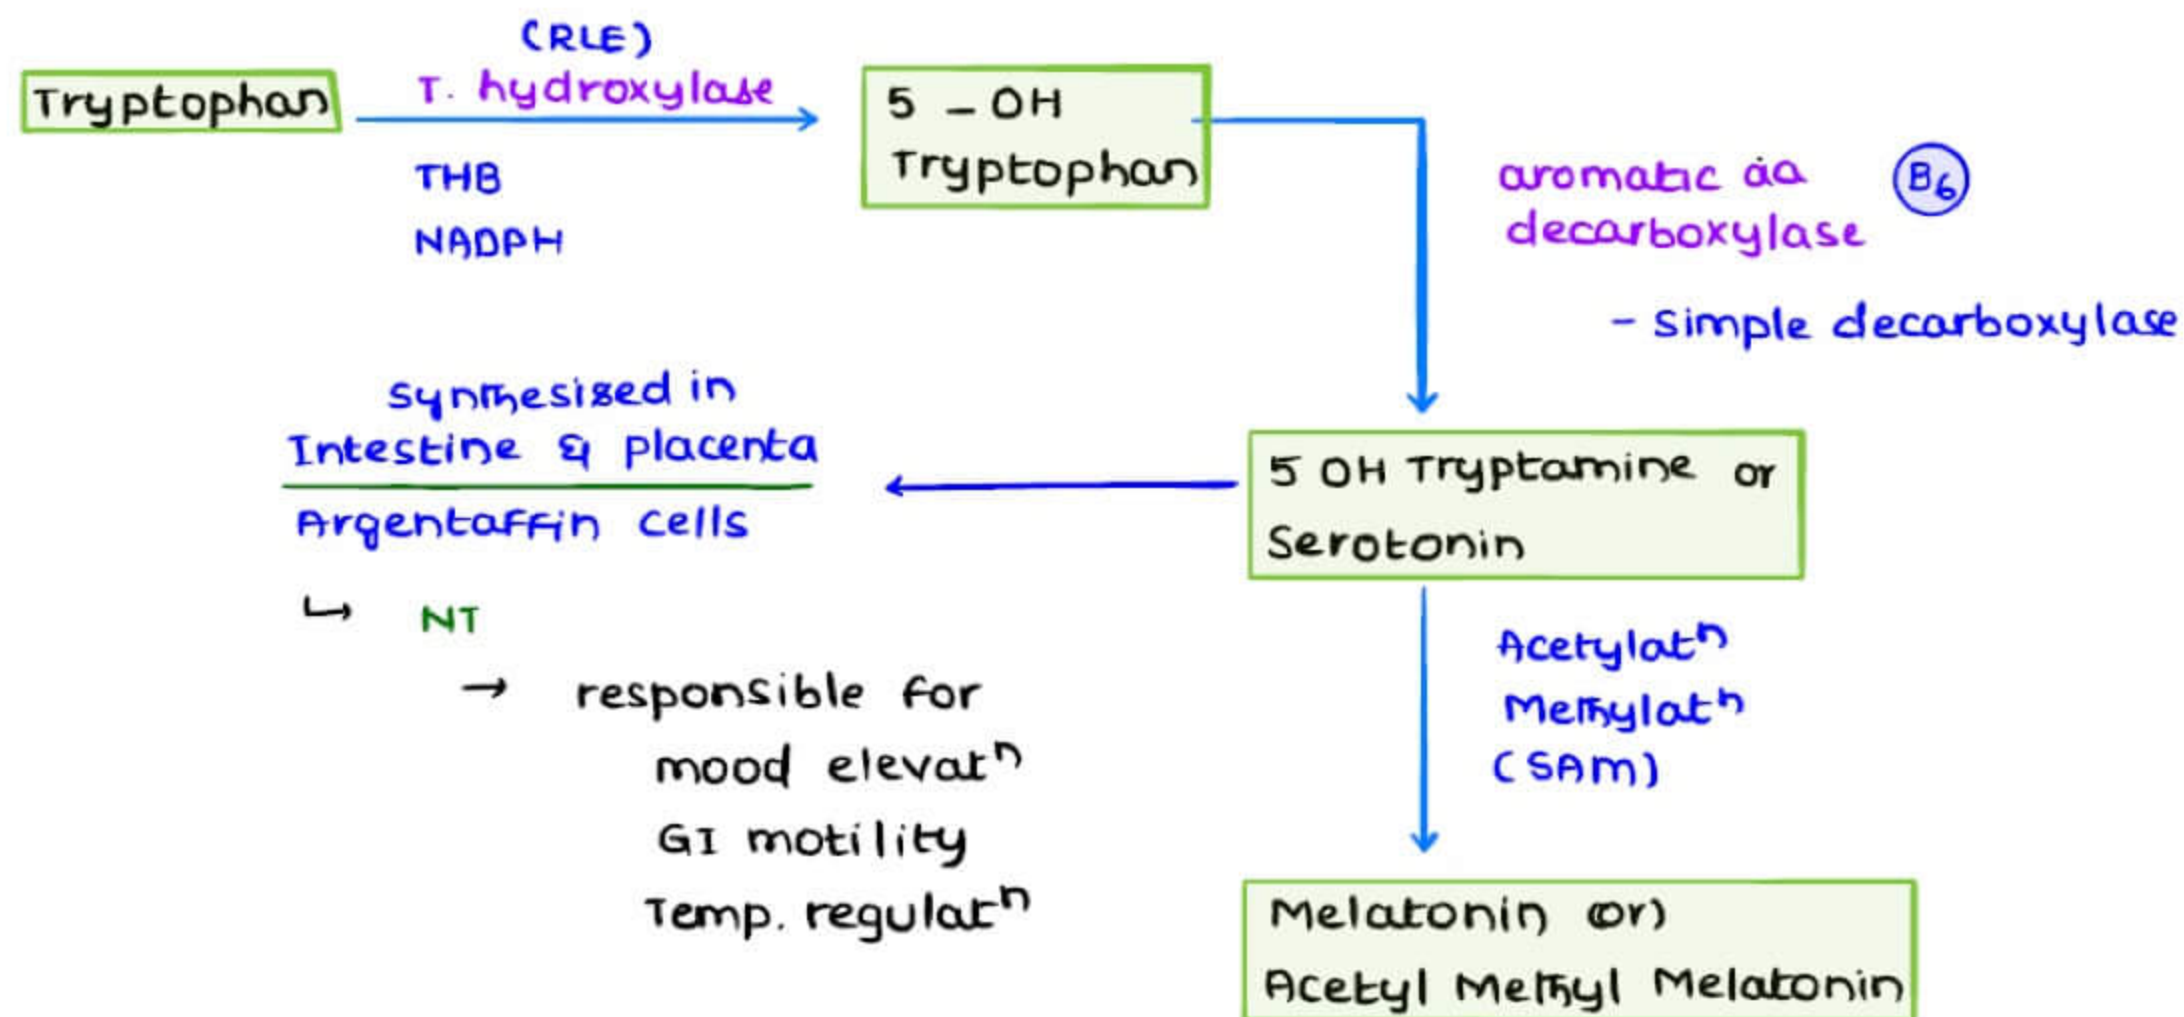 (RLE)
Tryptophan
T. hydroxylase
THB
NADPH
5 - OH
Tryptophan
aromatic aa
decarboxylase
B6
- Simple decarboxylase
5 OH Tryptamine or
Serotonin
Synthesised in
Intestine & placenta
Argentaffin cells
↳ NT
→ responsible for
mood elevatⁿ
GI motility
Temp. regulatⁿ
Acetylatⁿ
Methylatⁿ
(SAM)
Melatonin (or)
Acetyl Methyl Melatonin